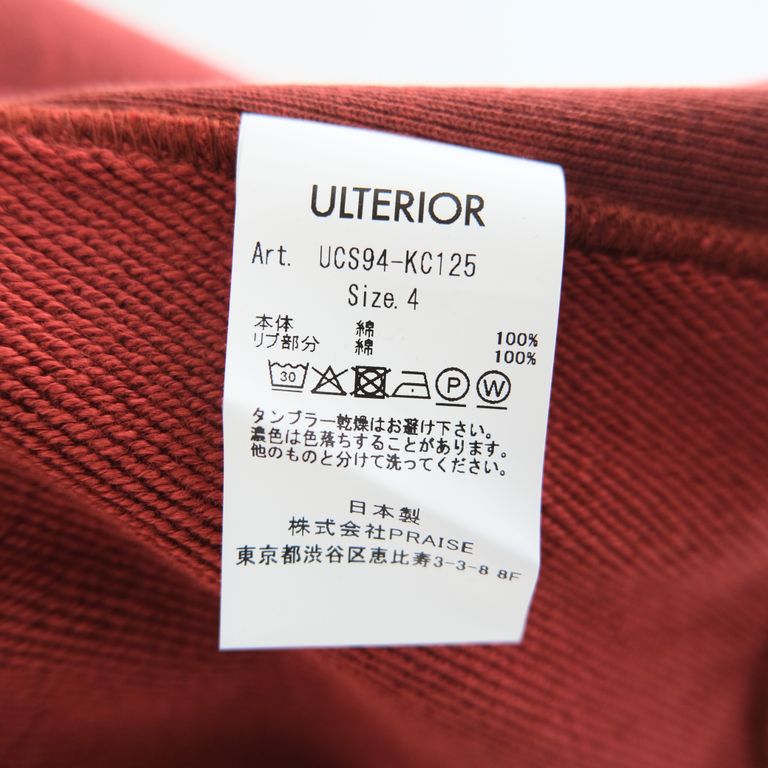 ULTERIOR
Art. UCS94-KC125
Size. 4
本体 綿 100%
リブ部分 綿 100%
30 P W
タンブラー乾燥はお避け下さい。
濃色は色落ちすることがあります。
他のものと分けて洗ってください。
日本製
株式会社PRAISE
東京都渋谷区恵比寿3-3-8 8F